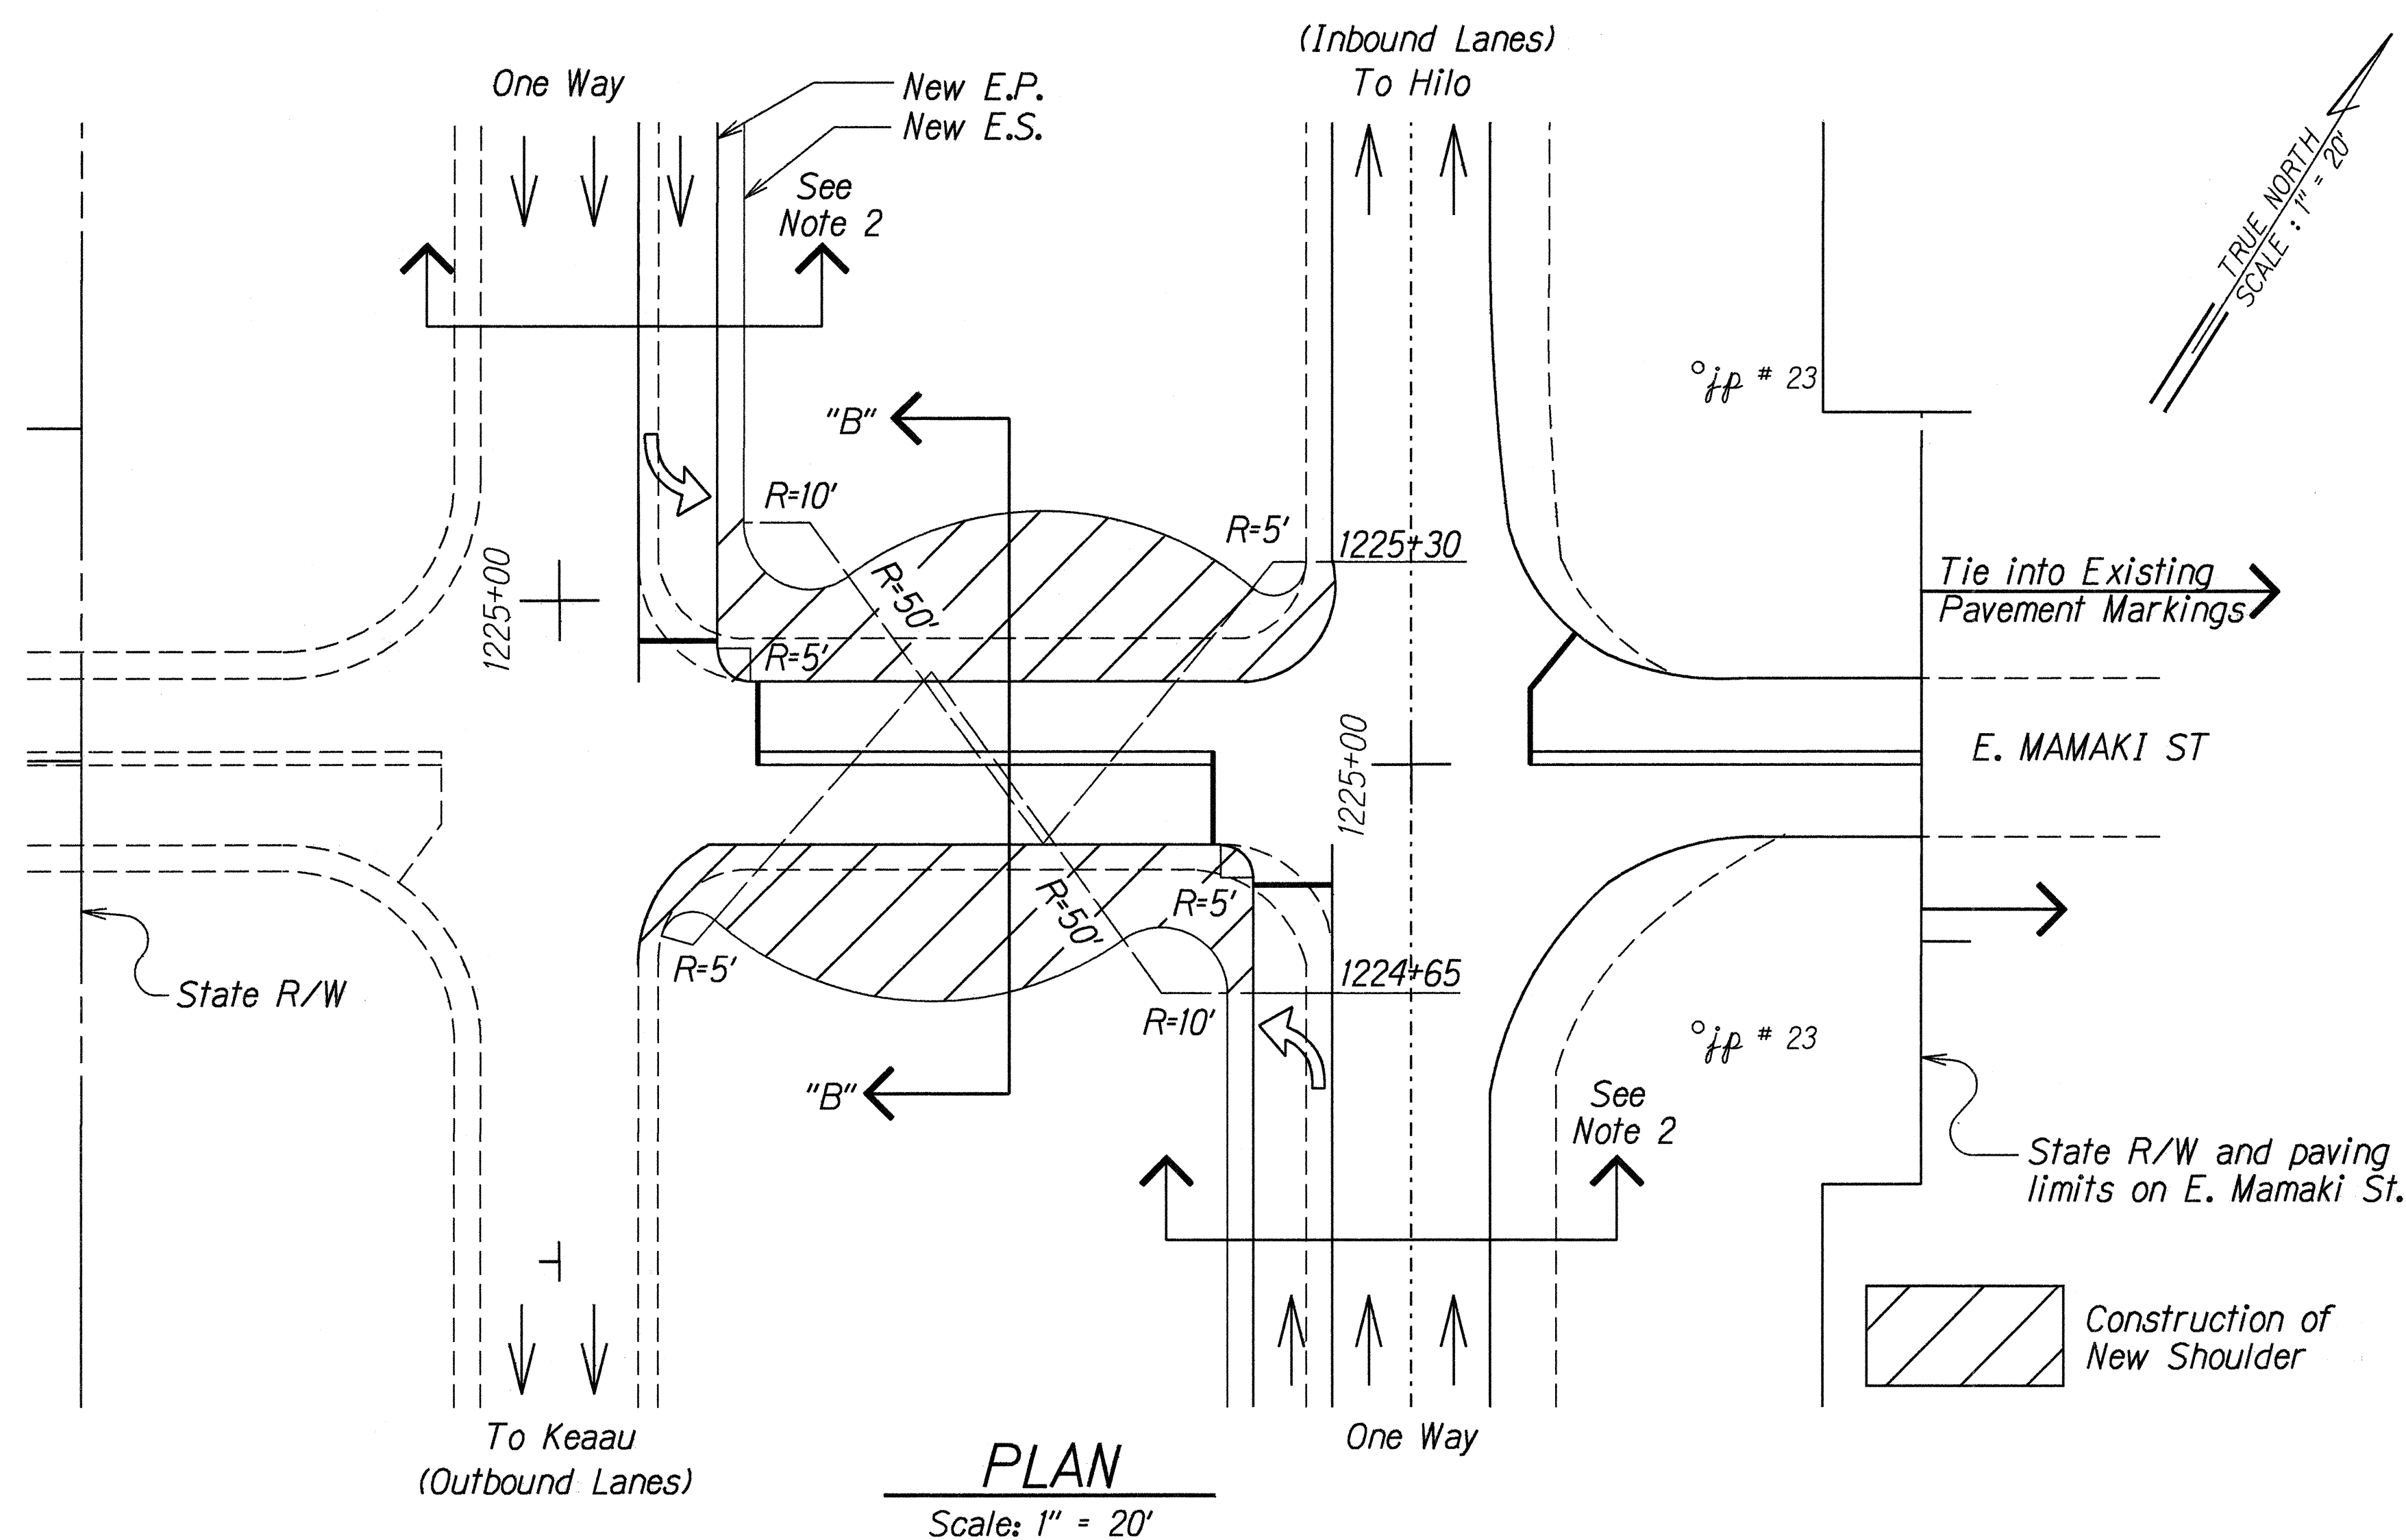 (Inbound Lanes)
To Hilo
One Way
New E.P.
New E.S.
See
Note 2
TRUE NORTH
SCALE : 1" = 20'
jp # 23
"B"
R=10'
R=5'
1225+30
1225+00
R=50'
Tie into Existing
Pavement Markings
R=5'
1225+00
E. MAMAKI ST
R=50'
R=5'
R=5'
1224+65
State R/W
R=10'
jp # 23
"B"
See
Note 2
State R/W and paving
limits on E. Mamaki St.
Construction of
New Shoulder
To Keaau
(Outbound Lanes)
One Way
PLAN
Scale: 1" = 20'